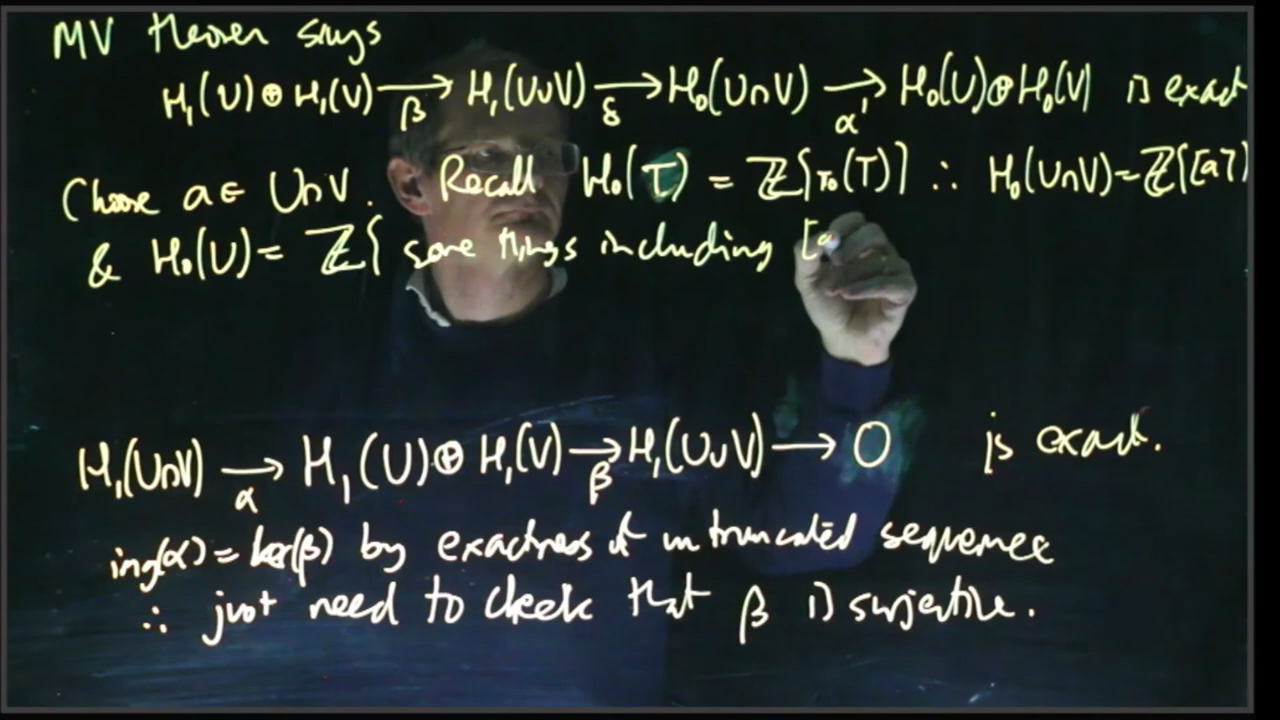 MV theorem says
H₁(U)⊕H₁(V) →β H₁(U∪V) →δ H₀(U∩V) →α' H₀(U)⊕H₀(V) is exact
Choose a∈ U∩V. Recall H₀(T) = ℤ{π₀(T)} ∴ H₀(U∩V)=ℤ{[a]}
& H₀(U)= ℤ{ some things including [a
H₁(U∩V) →α H₁(U)⊕H₁(V) →β H₁(U∪V) → 0 is exact.
img(α)=ker(β) by exactness of untruncated sequence
∴ just need to check that β is surjective.